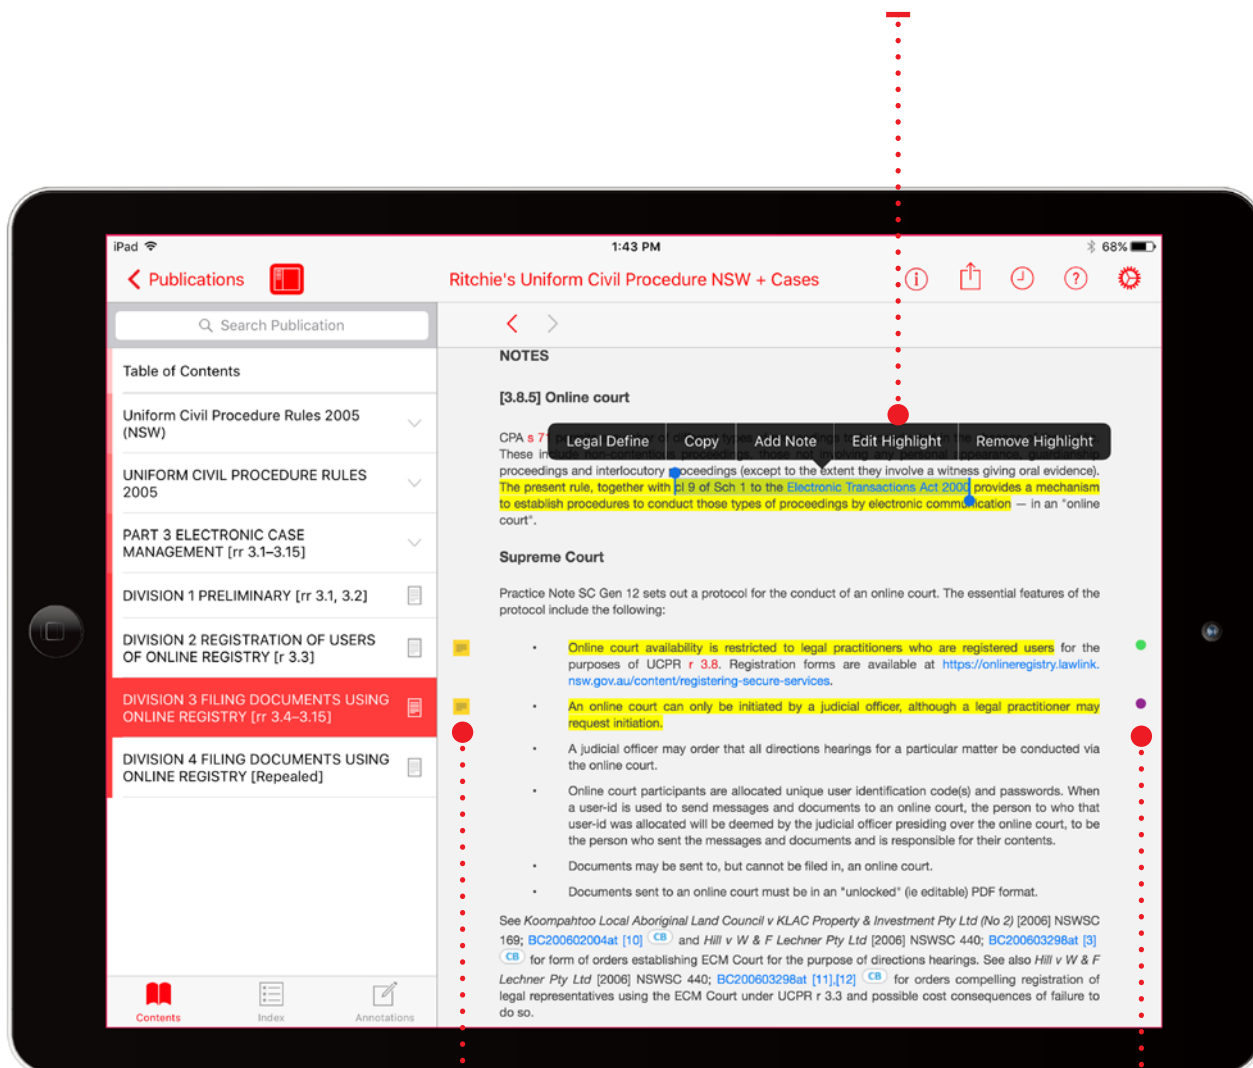 iPad
1:43 PM
68%
Publications
Ritchie's Uniform Civil Procedure NSW + Cases
Search Publication
Table of Contents
Uniform Civil Procedure Rules 2005
(NSW)
UNIFORM CIVIL PROCEDURE RULES
2005
PART 3 ELECTRONIC CASE
MANAGEMENT [rr 3.1–3.15]
DIVISION 1 PRELIMINARY [rr 3.1, 3.2]
DIVISION 2 REGISTRATION OF USERS
OF ONLINE REGISTRY [r 3.3]
DIVISION 3 FILING DOCUMENTS USING
ONLINE REGISTRY [rr 3.4–3.15]
DIVISION 4 FILING DOCUMENTS USING
ONLINE REGISTRY [Repealed]
Contents
Index
Annotations
NOTES
[3.8.5] Online court
Legal Define Copy Add Note Edit Highlight Remove Highlight
CPA s 71
These include non-contentious proceedings, those not involving any personal appearance, guardianship
proceedings and interlocutory proceedings (except to the extent they involve a witness giving oral evidence).
The present rule, together with cl 9 of Sch 1 to the Electronic Transactions Act 2000 provides a mechanism
to establish procedures to conduct those types of proceedings by electronic communication — in an "online
court".
Supreme Court
Practice Note SC Gen 12 sets out a protocol for the conduct of an online court. The essential features of the
protocol include the following:
• Online court availability is restricted to legal practitioners who are registered users for the
purposes of UCPR r 3.8. Registration forms are available at https://onlineregistry.lawlink.
nsw.gov.au/content/registering-secure-services.
• An online court can only be initiated by a judicial officer, although a legal practitioner may
request initiation.
• A judicial officer may order that all directions hearings for a particular matter be conducted via
the online court.
• Online court participants are allocated unique user identification code(s) and passwords. When
a user-id is used to send messages and documents to an online court, the person to who that
user-id was allocated will be deemed by the judicial officer presiding over the online court, to be
the person who sent the messages and documents and is responsible for their contents.
• Documents may be sent to, but cannot be filed in, an online court.
• Documents sent to an online court must be in an "unlocked" (ie editable) PDF format.
See Koompahtoo Local Aboriginal Land Council v KLAC Property & Investment Pty Ltd (No 2) [2006] NSWSC
169; BC200602004at [10] CB and Hill v W & F Lechner Pty Ltd [2006] NSWSC 440; BC200603298at [3]
CB for form of orders establishing ECM Court for the purpose of directions hearings. See also Hill v W & F
Lechner Pty Ltd [2006] NSWSC 440; BC200603298at [11],[12] CB for orders compelling registration of
legal representatives using the ECM Court under UCPR r 3.3 and possible cost consequences of failure to
do so.